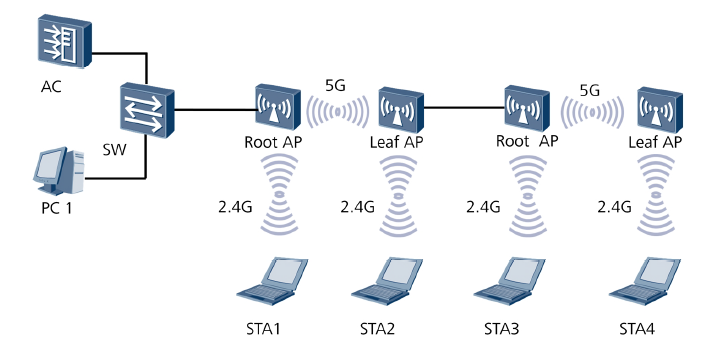 AC
SW
PC 1
5G
5G
Root AP
Leaf AP
Root AP
Leaf AP
2.4G
2.4G
2.4G
2.4G
STA1
STA2
STA3
STA4